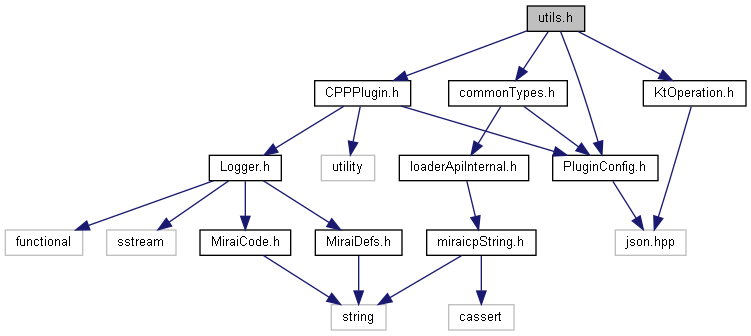 utils.h
CPPPlugin.h
commonTypes.h
KtOperation.h
Logger.h
utility
loaderApiInternal.h
PluginConfig.h
functional
sstream
MiraiCode.h
MiraiDefs.h
miraicpString.h
json.hpp
string
cassert